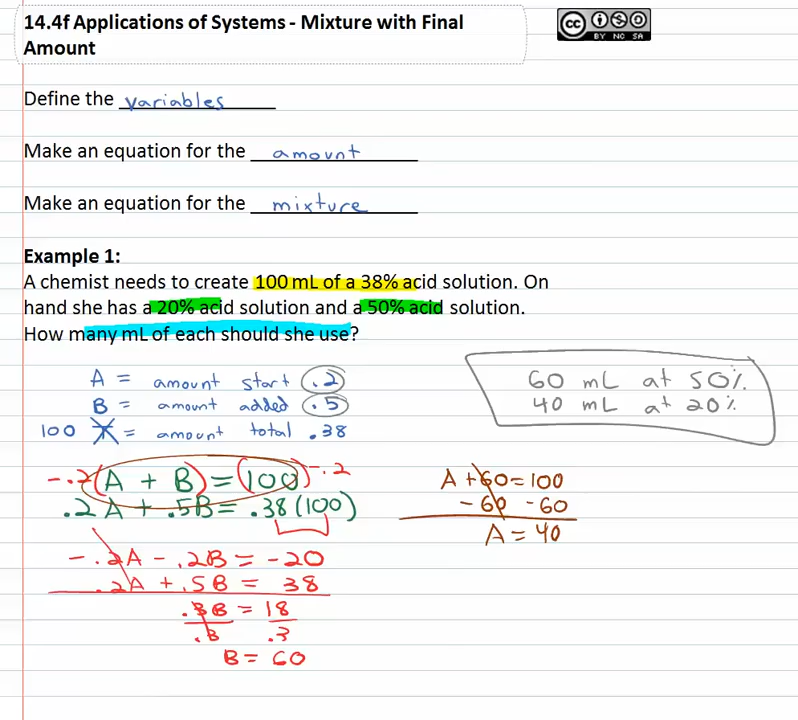 14.4f Applications of Systems - Mixture with Final
Amount
cc BY NC SA
Define the variables
Make an equation for the amount
Make an equation for the mixture
Example 1:
A chemist needs to create 100 mL of a 38% acid solution. On
hand she has a 20% acid solution and a 50% acid solution.
How many mL of each should she use?
A = amount start .2
B = amount added .5
100 X = amount total .38
60 mL at 50%
40 mL at 20%
-.2(A + B) = (100)-.2
.2A + .5B = .38(100)
-.2A - .2B = -20
.2A + .5B = 38
.3B = 18
.3 .3
B = 60
A + 60 = 100
- 60 -60
A = 40